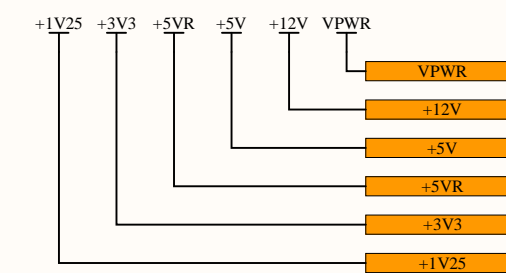 +1V25 +3V3 +5VR +5V +12V VPWR
VPWR
+12V
+5V
+5VR
+3V3
+1V25